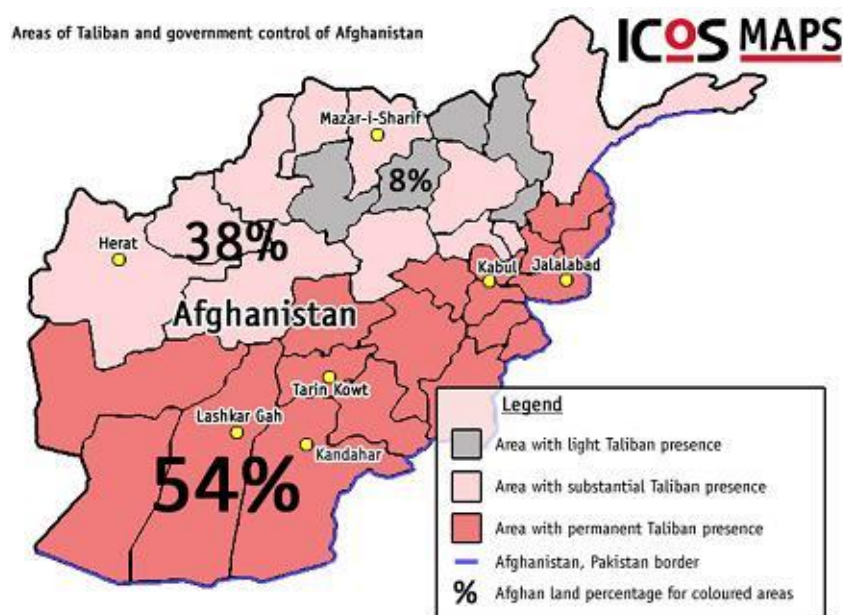 Areas of Taliban and government control of Afghanistan
ICOS MAPS
Mazar-i-Sharif
8%
38%
Herat
Kabul
Jalalabad
Afghanistan
Tarin Kowt
Lashkar Gah
Kandahar
54%
Legend
Area with light Taliban presence
Area with substantial Taliban presence
Area with permanent Taliban presence
Afghanistan, Pakistan border
% Afghan land percentage for coloured areas